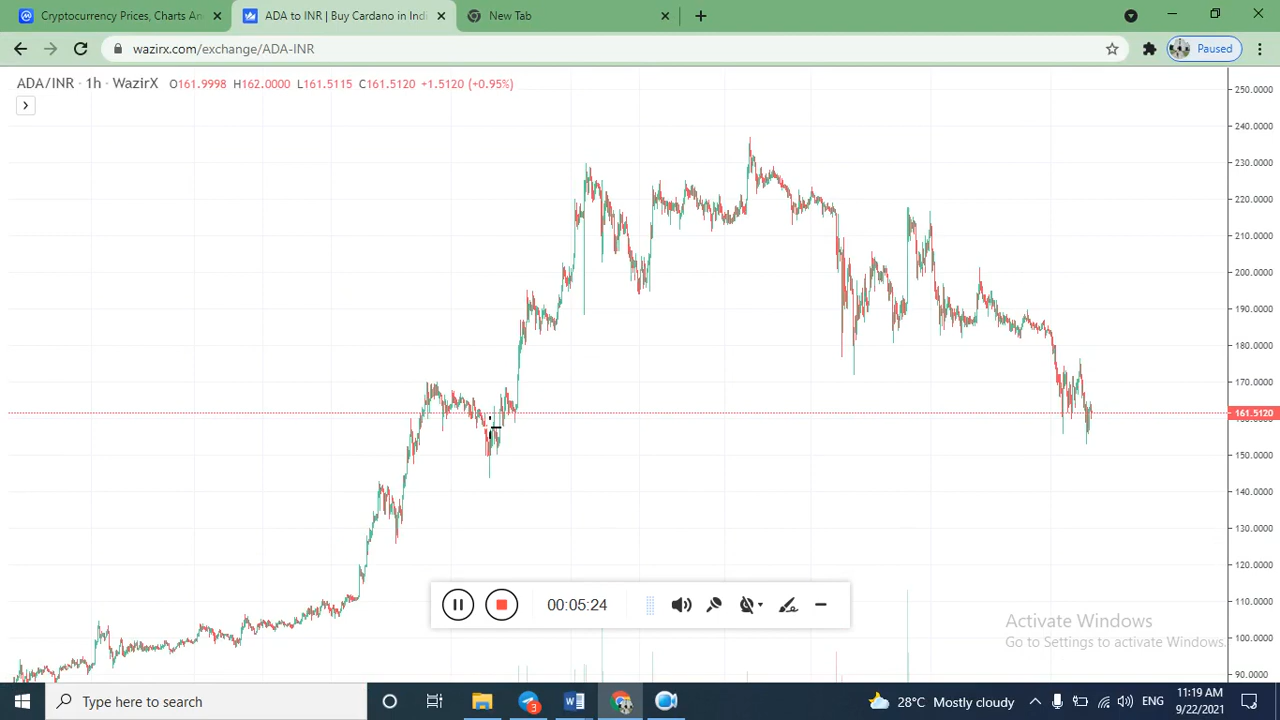 Cryptocurrency Prices, Charts An
ADA to INR | Buy Cardano in Indi
New Tab
wazirx.com/exchange/ADA-INR
Paused
ADA/INR · 1h - WazirX O161.9998 H162.0000 L161.5115 C161.5120 +1.5120 (+0.95%)
250.0000
240.0000
230.0000
220.0000
210.0000
200.0000
190.0000
180.0000
170.0000
161.5120
150.0000
140.0000
130.0000
120.0000
110.0000
100.0000
90.0000
00:05:24
Activate Windows
Go to Settings to activate Windows.
Type here to search
3
28°C Mostly cloudy
ENG
11:19 AM
9/22/2021